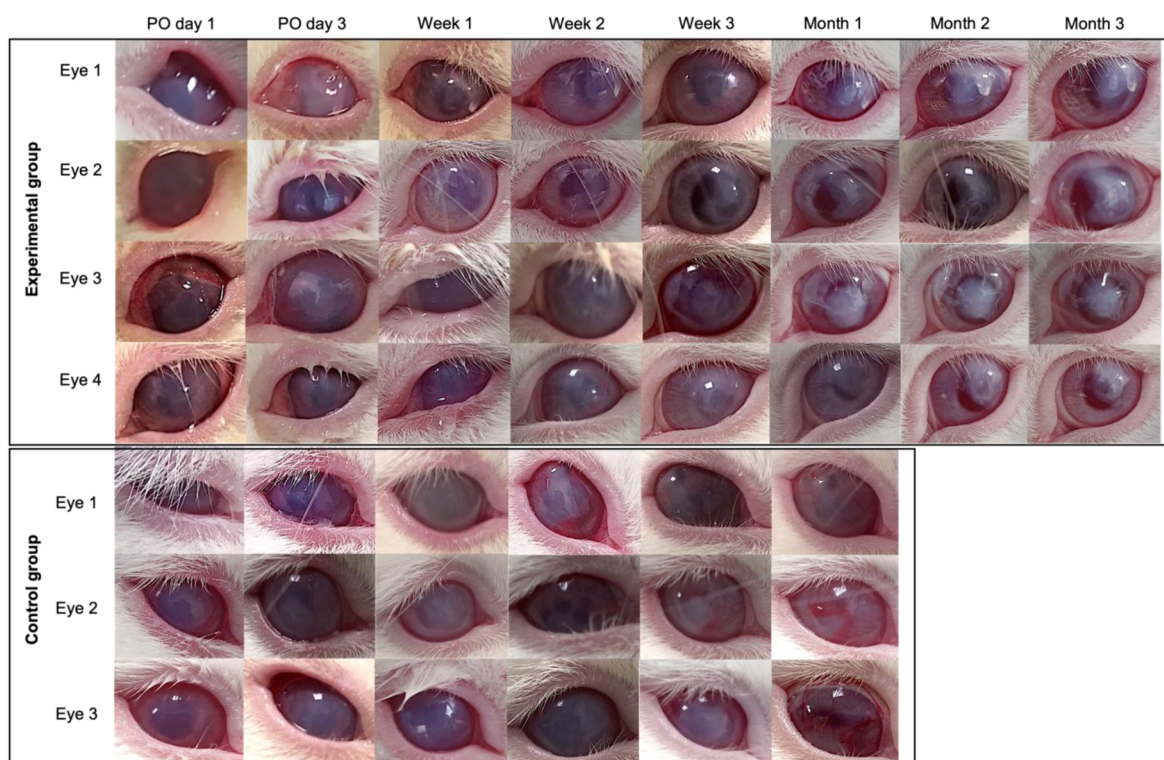 PO day 1 PO day 3 Week 1 Week 2 Week 3 Month 1 Month 2 Month 3
Experimental group
Eye 1
Eye 2
Eye 3
Eye 4
Control group
Eye 1
Eye 2
Eye 3